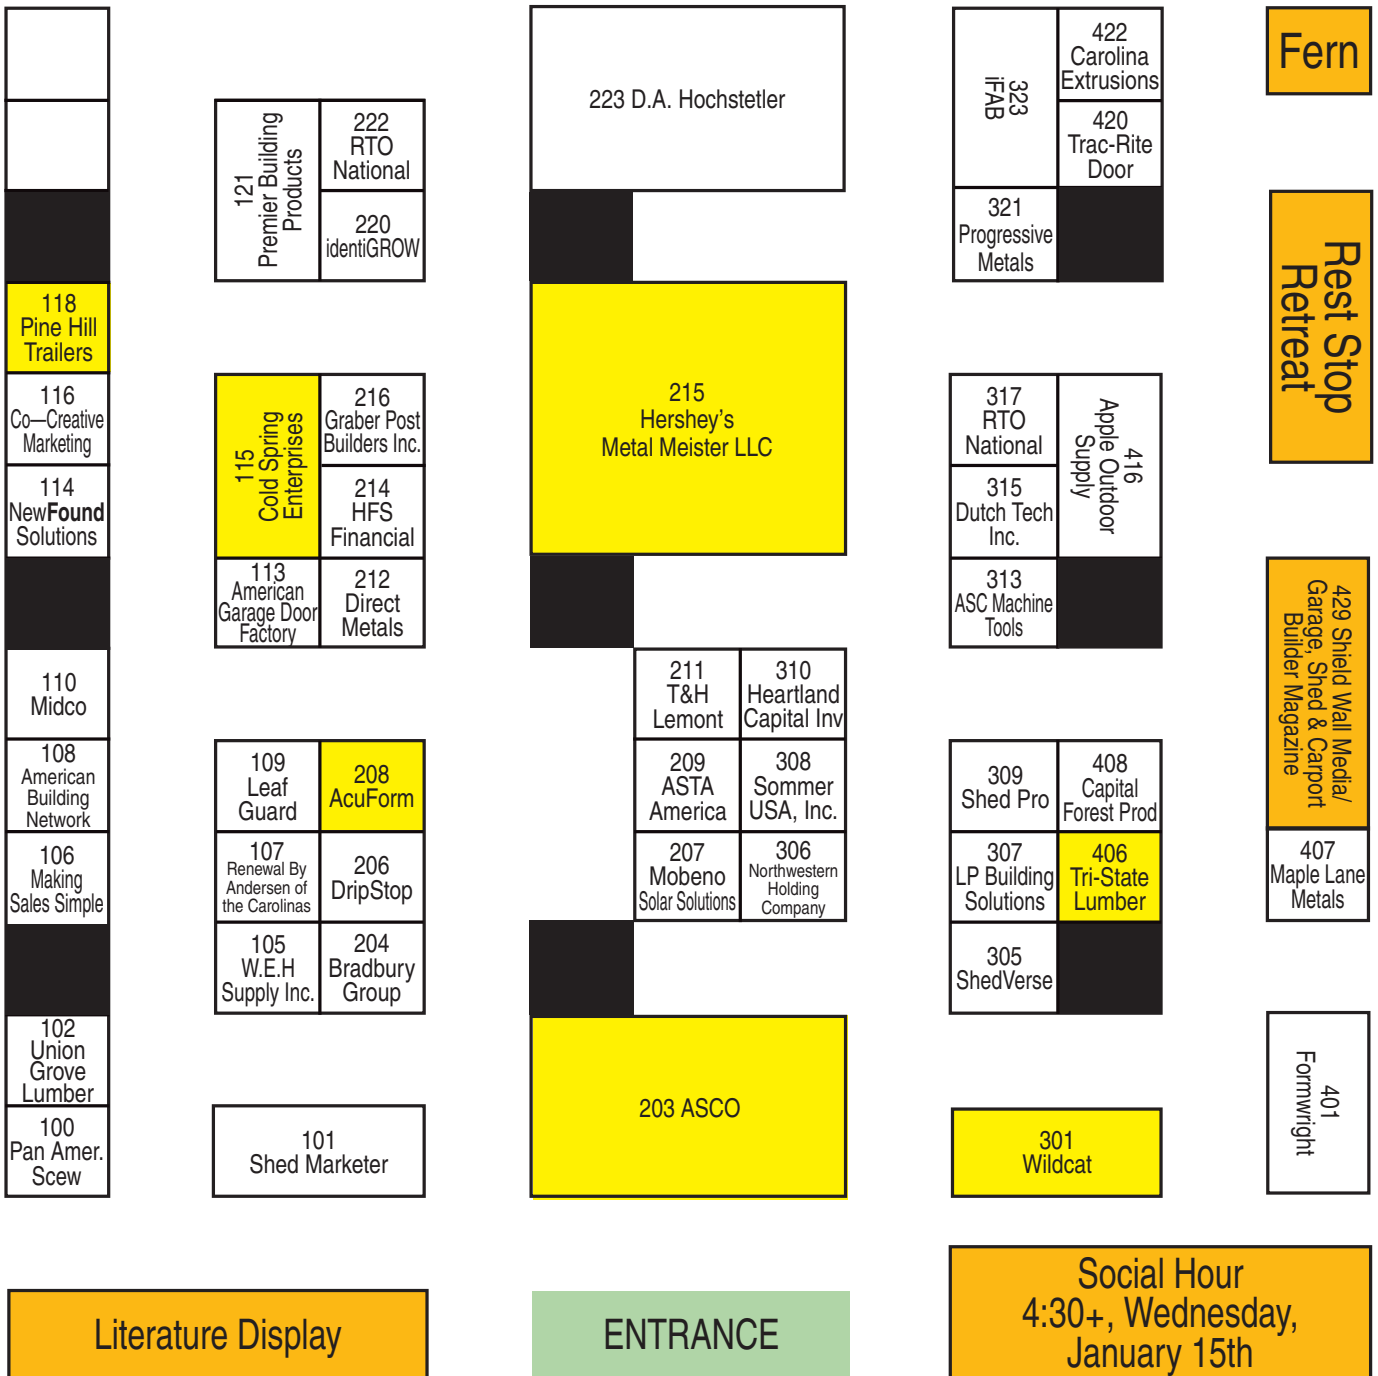 118
Pine Hill
Trailers
116
Co—Creative
Marketing
114
NewFound
Solutions
110
Midco
108
American
Building
Network
106
Making
Sales Simple
102
Union
Grove
Lumber
100
Pan Amer.
Scew
121
Premier Building
Products
222
RTO
National
220
identiGROW
115
Cold Spring
Enterprises
216
Graber Post
Builders Inc.
214
HFS
Financial
113
American
Garage Door
Factory
212
Direct
Metals
109
Leaf
Guard
208
AcuForm
107
Renewal By
Andersen of
the Carolinas
206
DripStop
105
W.E.H
Supply Inc.
204
Bradbury
Group
101
Shed Marketer
223 D.A. Hochstetler
215
Hershey’s
Metal Meister LLC
211
T&H
Lemont
310
Heartland
Capital Inv
209
ASTA
America
308
Sommer
USA, Inc.
207
Mobeno
Solar Solutions
306
Northwestern
Holding
Company
203 ASCO
323
iFAB
422
Carolina
Extrusions
420
Trac-Rite
Door
321
Progressive
Metals
317
RTO
National
416
Apple Outdoor
Supply
315
Dutch Tech
Inc.
313
ASC Machine
Tools
309
Shed Pro
408
Capital
Forest Prod
307
LP Building
Solutions
406
Tri-State
Lumber
305
ShedVerse
301
Wildcat
Fern
Rest Stop
Retreat
429 Shield Wall Media/
Garage, Shed & Carport
Builder Magazine
407
Maple Lane
Metals
401
Formwright
Literature Display
ENTRANCE
Social Hour
4:30+, Wednesday,
January 15th